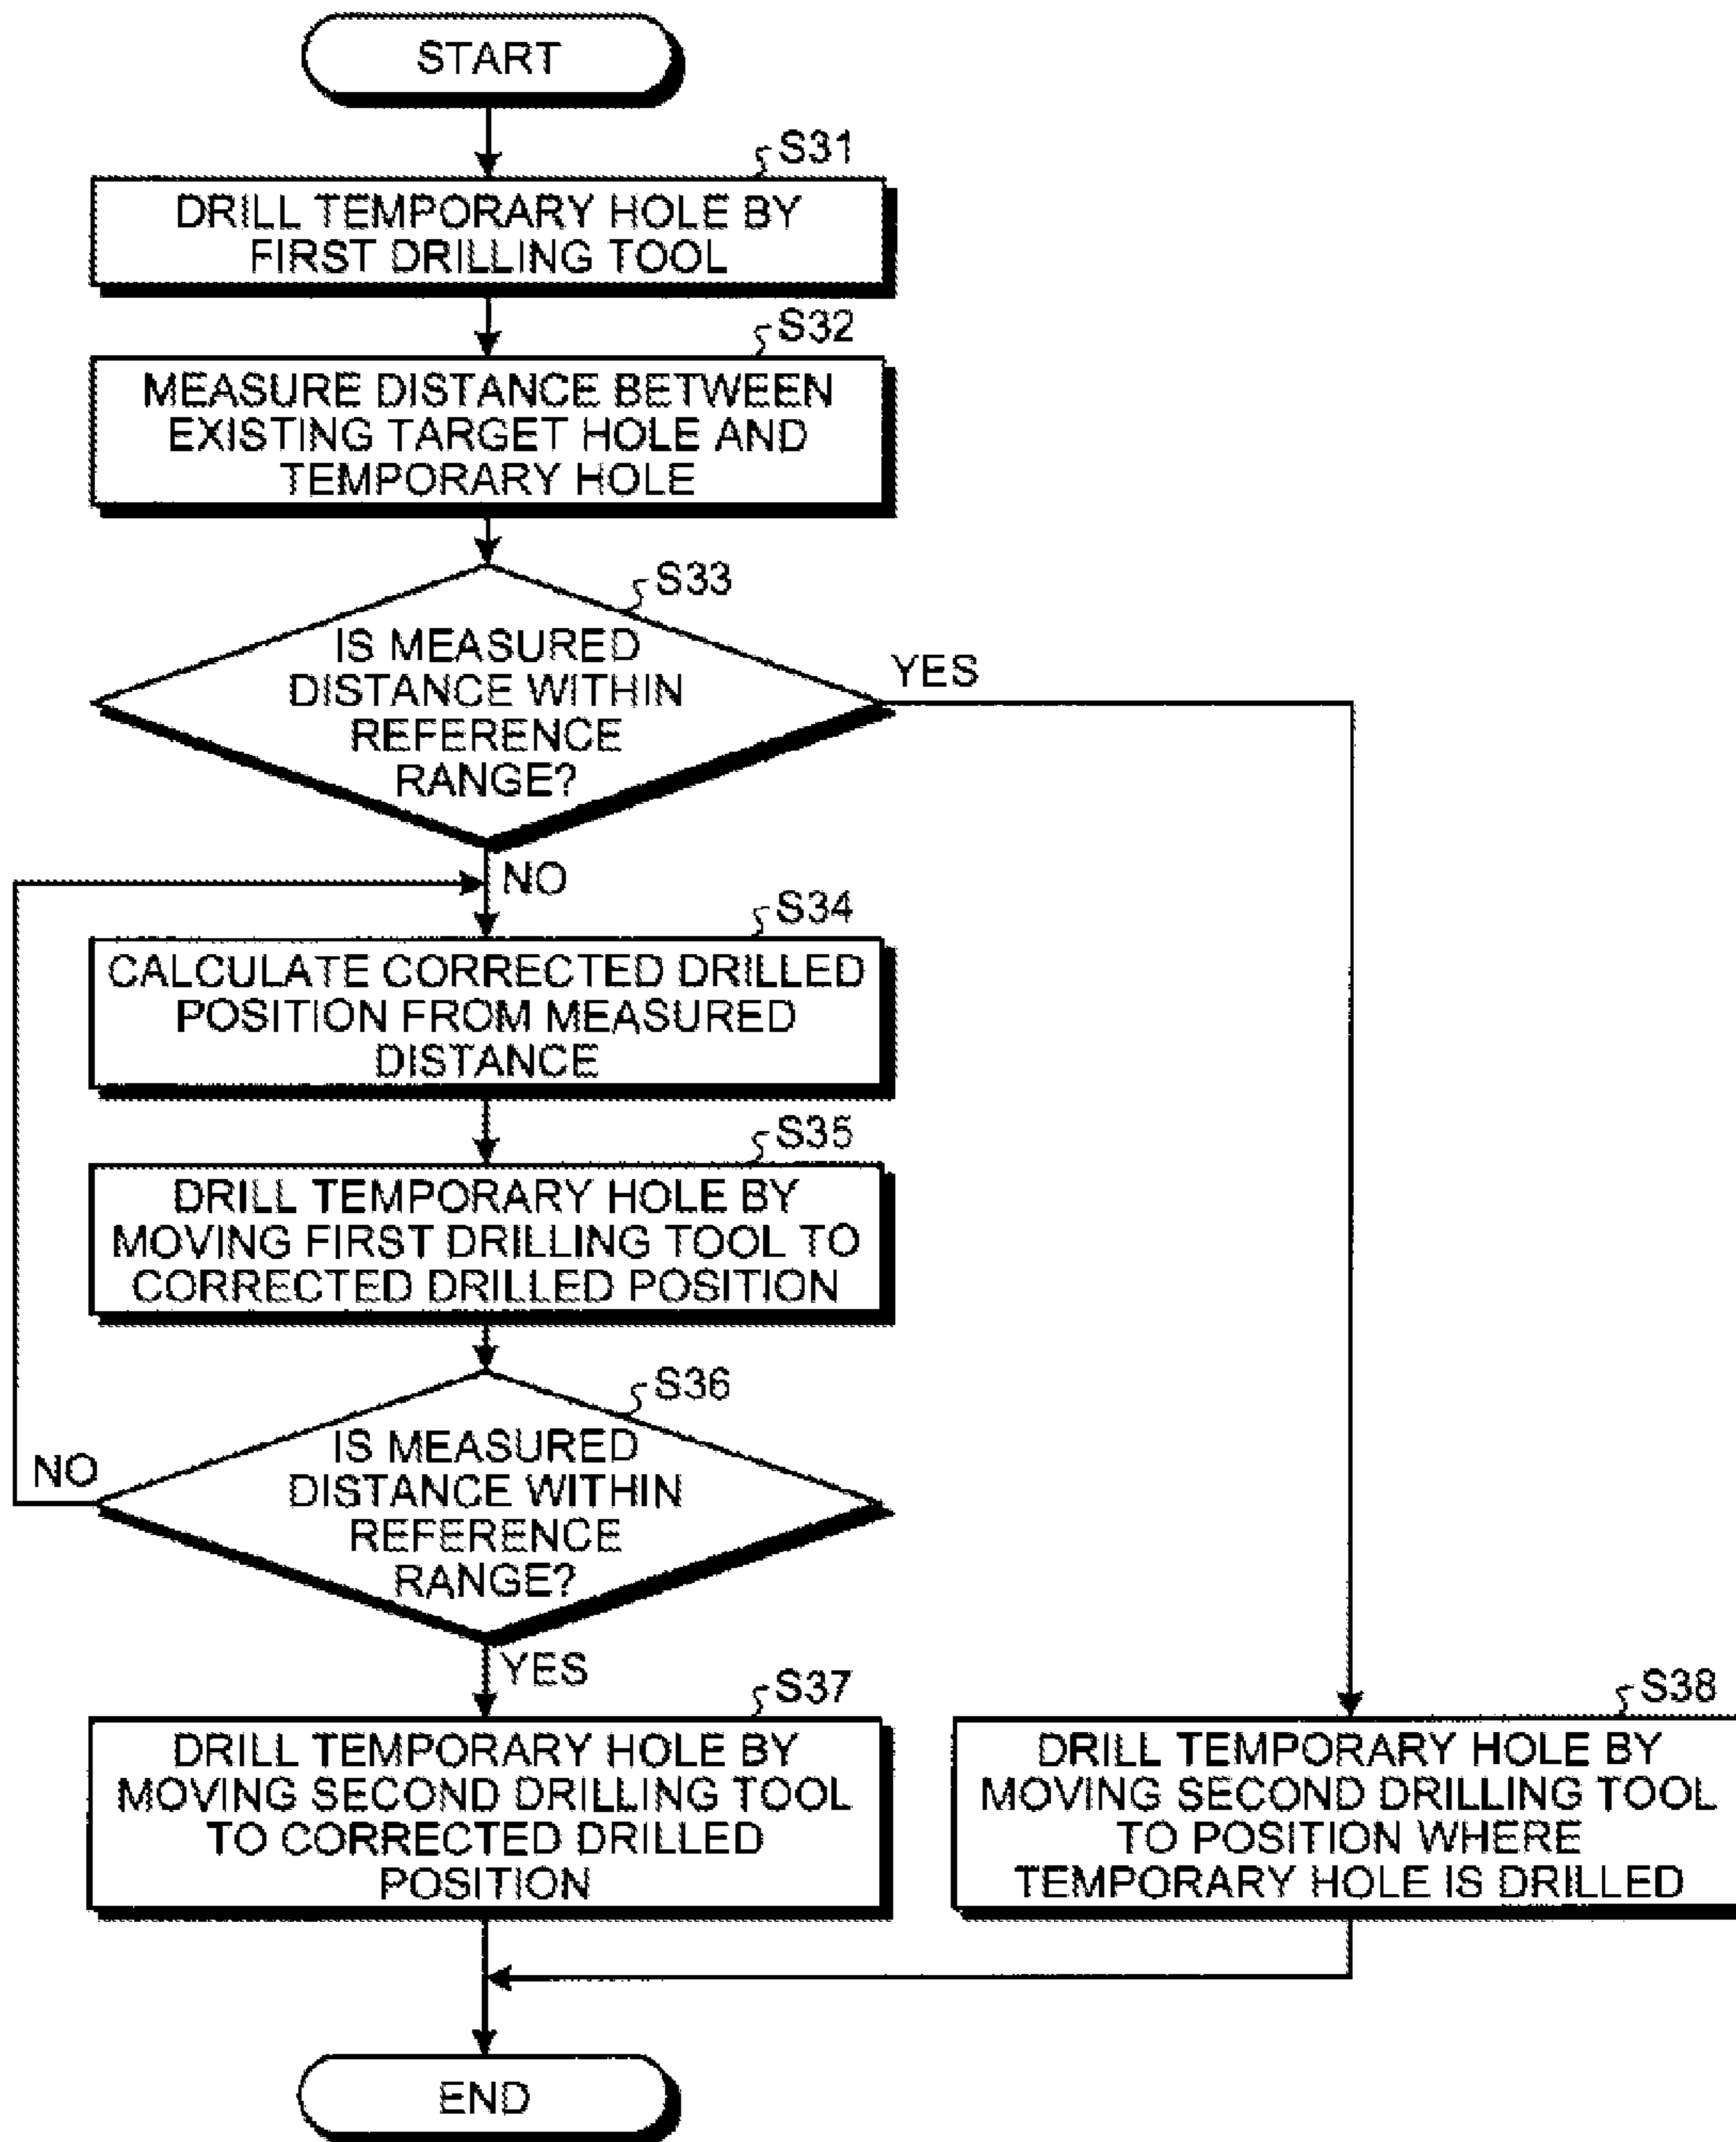 START
S31
DRILL TEMPORARY HOLE BY
FIRST DRILLING TOOL
S32
MEASURE DISTANCE BETWEEN
EXISTING TARGET HOLE AND
TEMPORARY HOLE
S33
IS MEASURED
DISTANCE WITHIN
REFERENCE
RANGE?
YES
NO
S34
CALCULATE CORRECTED DRILLED
POSITION FROM MEASURED
DISTANCE
S35
DRILL TEMPORARY HOLE BY
MOVING FIRST DRILLING TOOL TO
CORRECTED DRILLED POSITION
S36
IS MEASURED
DISTANCE WITHIN
REFERENCE
RANGE?
NO
YES
S37
DRILL TEMPORARY HOLE BY
MOVING SECOND DRILLING TOOL
TO CORRECTED DRILLED
POSITION
S38
DRILL TEMPORARY HOLE BY
MOVING SECOND DRILLING TOOL
TO POSITION WHERE
TEMPORARY HOLE IS DRILLED
END